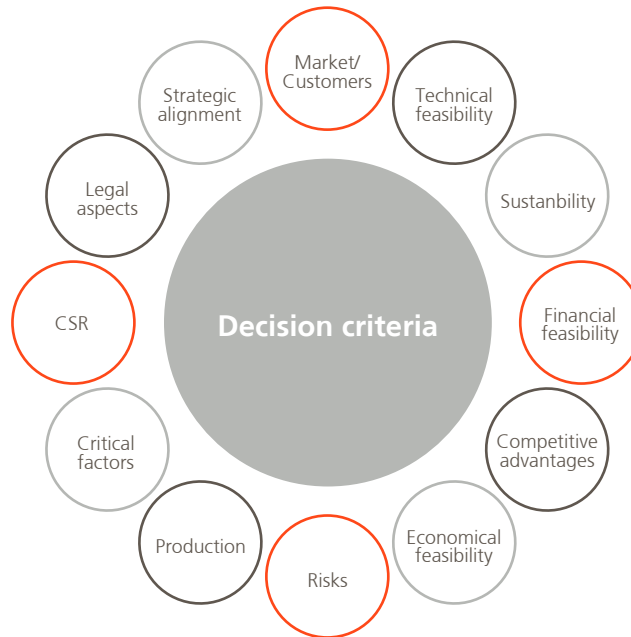 Market/
Customers
Technical
feasibility
Sustanbility
Financial
feasibility
Competitive
advantages
Economical
feasibility
Risks
Production
Critical
factors
CSR
Legal
aspects
Strategic
alignment
Decision criteria